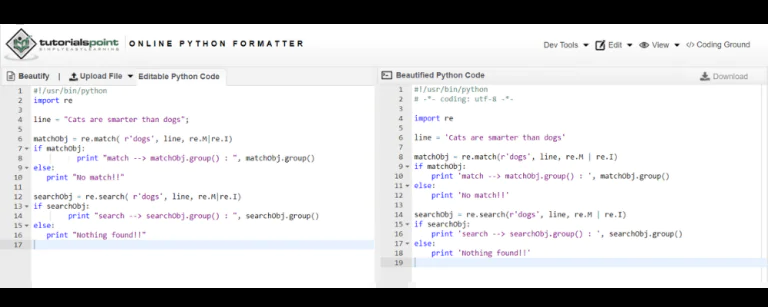 tutorialspoint ONLINE PYTHON FORMATTER
SIMPLYEASYLEARNING
Dev Tools Edit View </> Coding Ground
Beautify | Upload File Editable Python Code
1 #!/usr/bin/python
2 import re
3
4 line = "Cats are smarter than dogs";
5
6 matchObj = re.match( r'dogs', line, re.M|re.I)
7 if matchObj:
8 print "match --> matchObj.group() : ", matchObj.group()
9 else:
10 print "No match!!"
11
12 searchObj = re.search( r'dogs', line, re.M|re.I)
13 if searchObj:
14 print "search --> searchObj.group() : ", searchObj.group()
15 else:
16 print "Nothing found!!"
17
Beautified Python Code Download
1 #!/usr/bin/python
2 # -*- coding: utf-8 -*-
3
4 import re
5
6 line = 'Cats are smarter than dogs'
7
8 matchObj = re.match(r'dogs', line, re.M | re.I)
9 if matchObj:
10 print 'match --> matchObj.group() : ', matchObj.group()
11 else:
12 print 'No match!!'
13
14 searchObj = re.search(r'dogs', line, re.M | re.I)
15 if searchObj:
16 print 'search --> searchObj.group() : ', searchObj.group()
17 else:
18 print 'Nothing found!!'
19